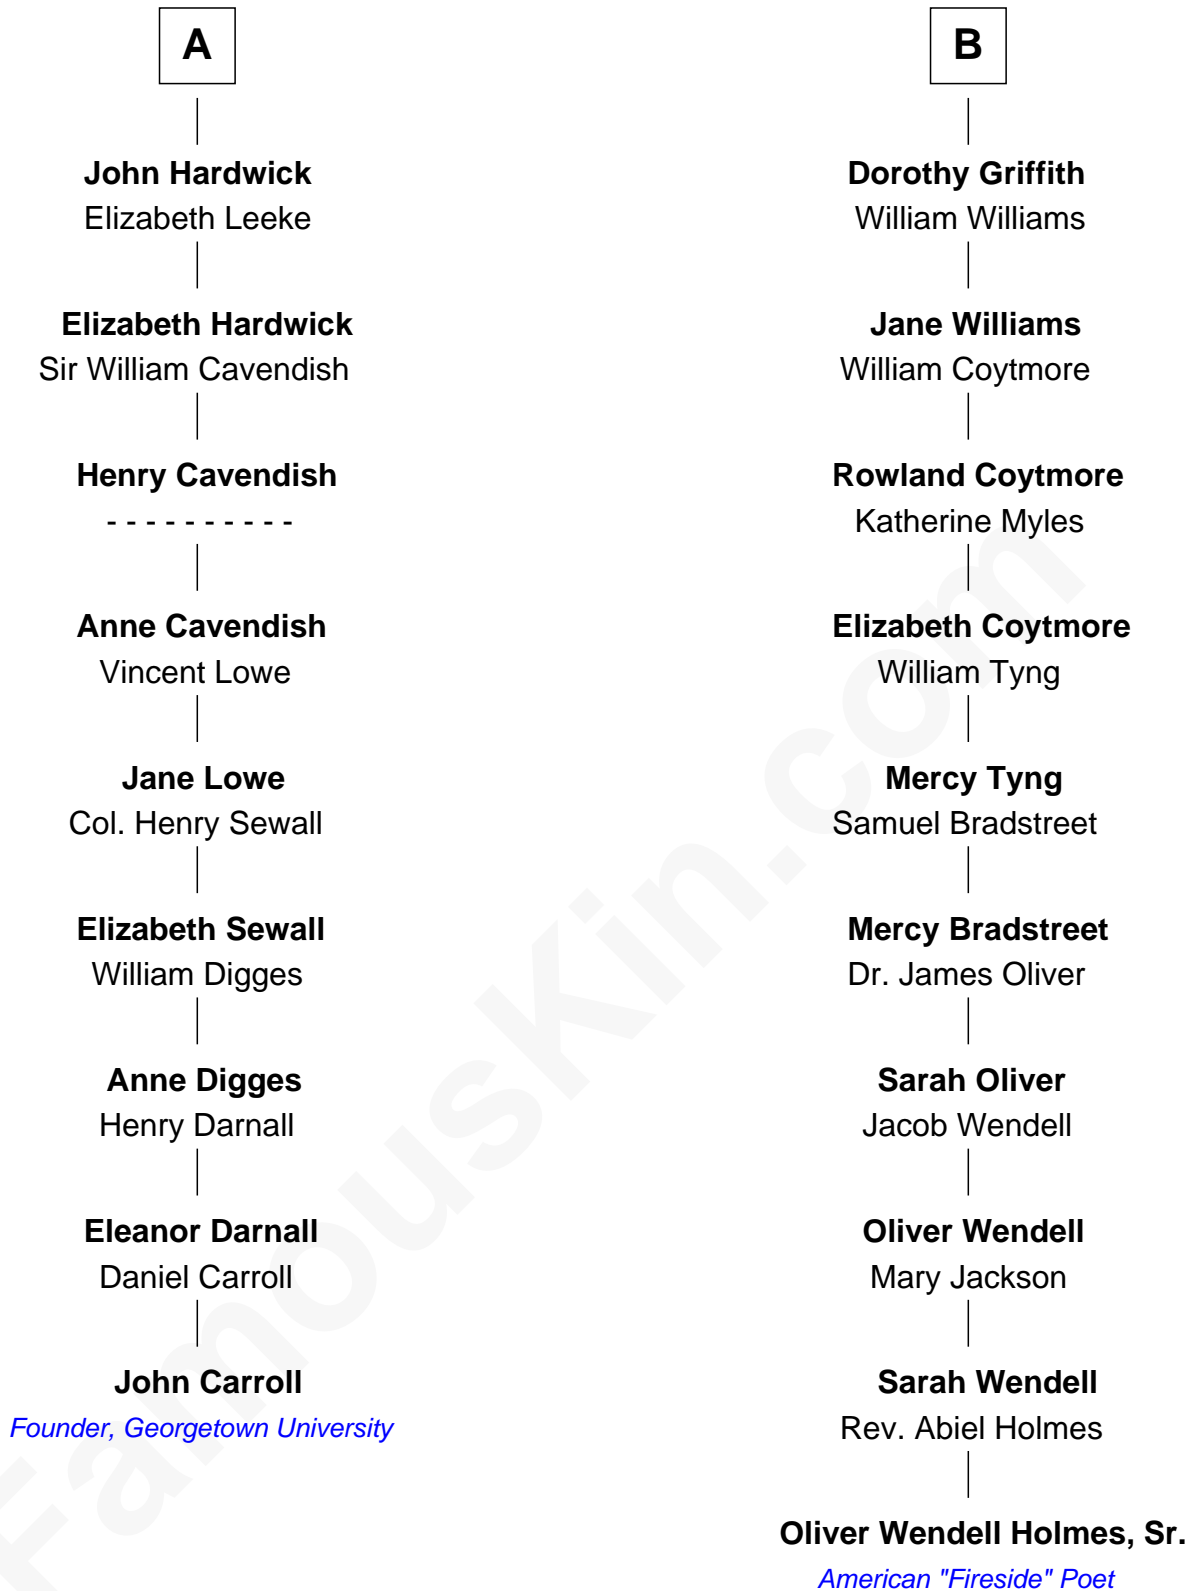 A
John Hardwick
Elizabeth Leeke
Elizabeth Hardwick
Sir William Cavendish
Henry Cavendish
- - - - - - - - - -
Anne Cavendish
Vincent Lowe
Jane Lowe
Col. Henry Sewall
Elizabeth Sewall
William Digges
Anne Digges
Henry Darnall
Eleanor Darnall
Daniel Carroll
John Carroll
Founder, Georgetown University
B
Dorothy Griffith
William Williams
Jane Williams
William Coytmore
Rowland Coytmore
Katherine Myles
Elizabeth Coytmore
William Tyng
Mercy Tyng
Samuel Bradstreet
Mercy Bradstreet
Dr. James Oliver
Sarah Oliver
Jacob Wendell
Oliver Wendell
Mary Jackson
Sarah Wendell
Rev. Abiel Holmes
Oliver Wendell Holmes, Sr.
American "Fireside" Poet
FamousKin.com